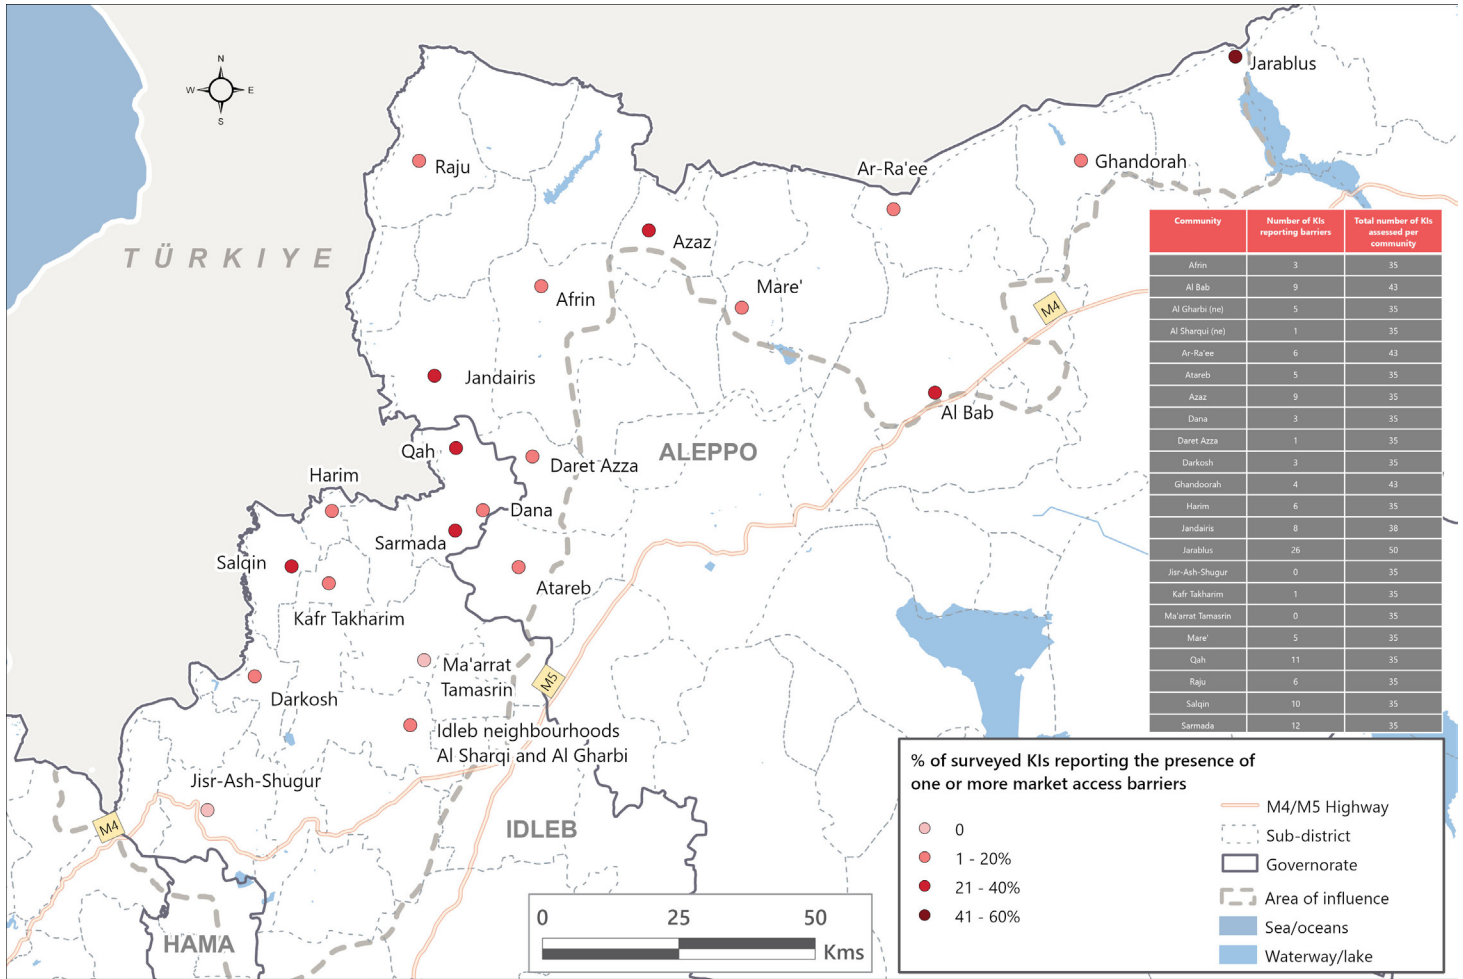 N
W E
S
Jarablus
Raju
Ar-Ra'ee
Ghandorah
TÜRKIYE
Azaz
Afrin
Mare'
M4
Jandairis
Al Bab
Qah
ALEPPO
Daret Azza
Harim
Dana
Sarmada
Salqin
Atareb
Kafr Takharim
Ma'arrat
Tamasrin
M5
Darkosh
Idleb neighbourhoods
Al Sharqi and Al Gharbi
Jisr-Ash-Shugur
M4
IDLEB
HAMA
0 25 50
Kms
Community Number of KIs reporting barriers Total number of KIs assessed per community
Afrin 3 35
Al Bab 9 43
Al Gharbi (ne) 5 35
Al Sharqui (ne) 1 35
Ar-Ra'ee 6 43
Atareb 5 35
Azaz 9 35
Dana 3 35
Daret Azza 1 35
Darkosh 3 35
Ghandoorah 4 43
Harim 6 35
Jandairis 8 38
Jarablus 26 50
Jisr-Ash-Shugur 0 35
Kafr Takharim 1 35
Ma'arrat Tamasrin 0 35
Mare' 5 35
Qah 11 35
Raju 6 35
Salqin 10 35
Sarmada 12 35
% of surveyed KIs reporting the presence of
one or more market access barriers
0
1 - 20%
21 - 40%
41 - 60%
M4/M5 Highway
Sub-district
Governorate
Area of influence
Sea/oceans
Waterway/lake